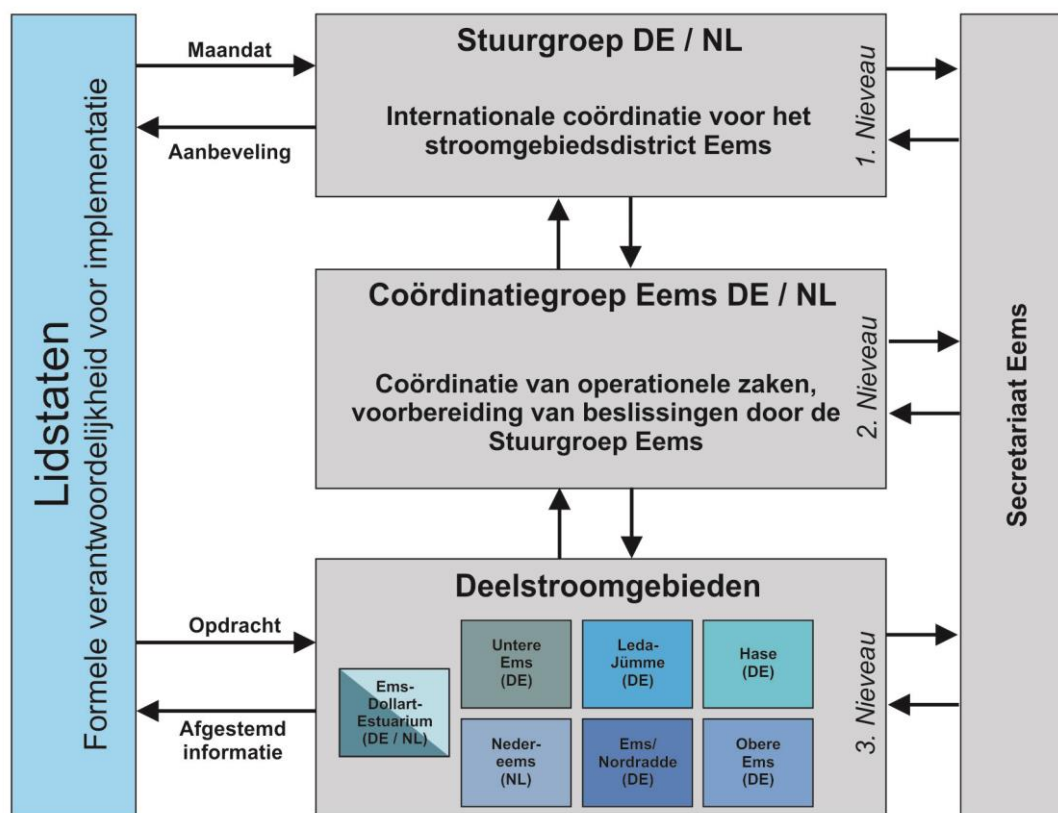 Lidstaten
Formele verantwoordelijkheid voor implementatie
Maandat
Aanbeveling
Stuurgroep DE / NL
Internationale coördinatie voor het
stroomgebiedsdistrict Eems
1. Nieveau
Coördinatiegroep Eems DE / NL
Coördinatie van operationele zaken,
voorbereiding van beslissingen door de
Stuurgroep Eems
2. Nieveau
Opdracht
Afgestemd
informatie
Deelstroomgebieden
Ems-
Dollart-
Estuarium
(DE / NL)
Untere
Ems
(DE)
Leda-
Jümme
(DE)
Hase
(DE)
Neder-
eems
(NL)
Ems/
Nordradde
(DE)
Obere
Ems
(DE)
3. Nieveau
Secretariaat Eems